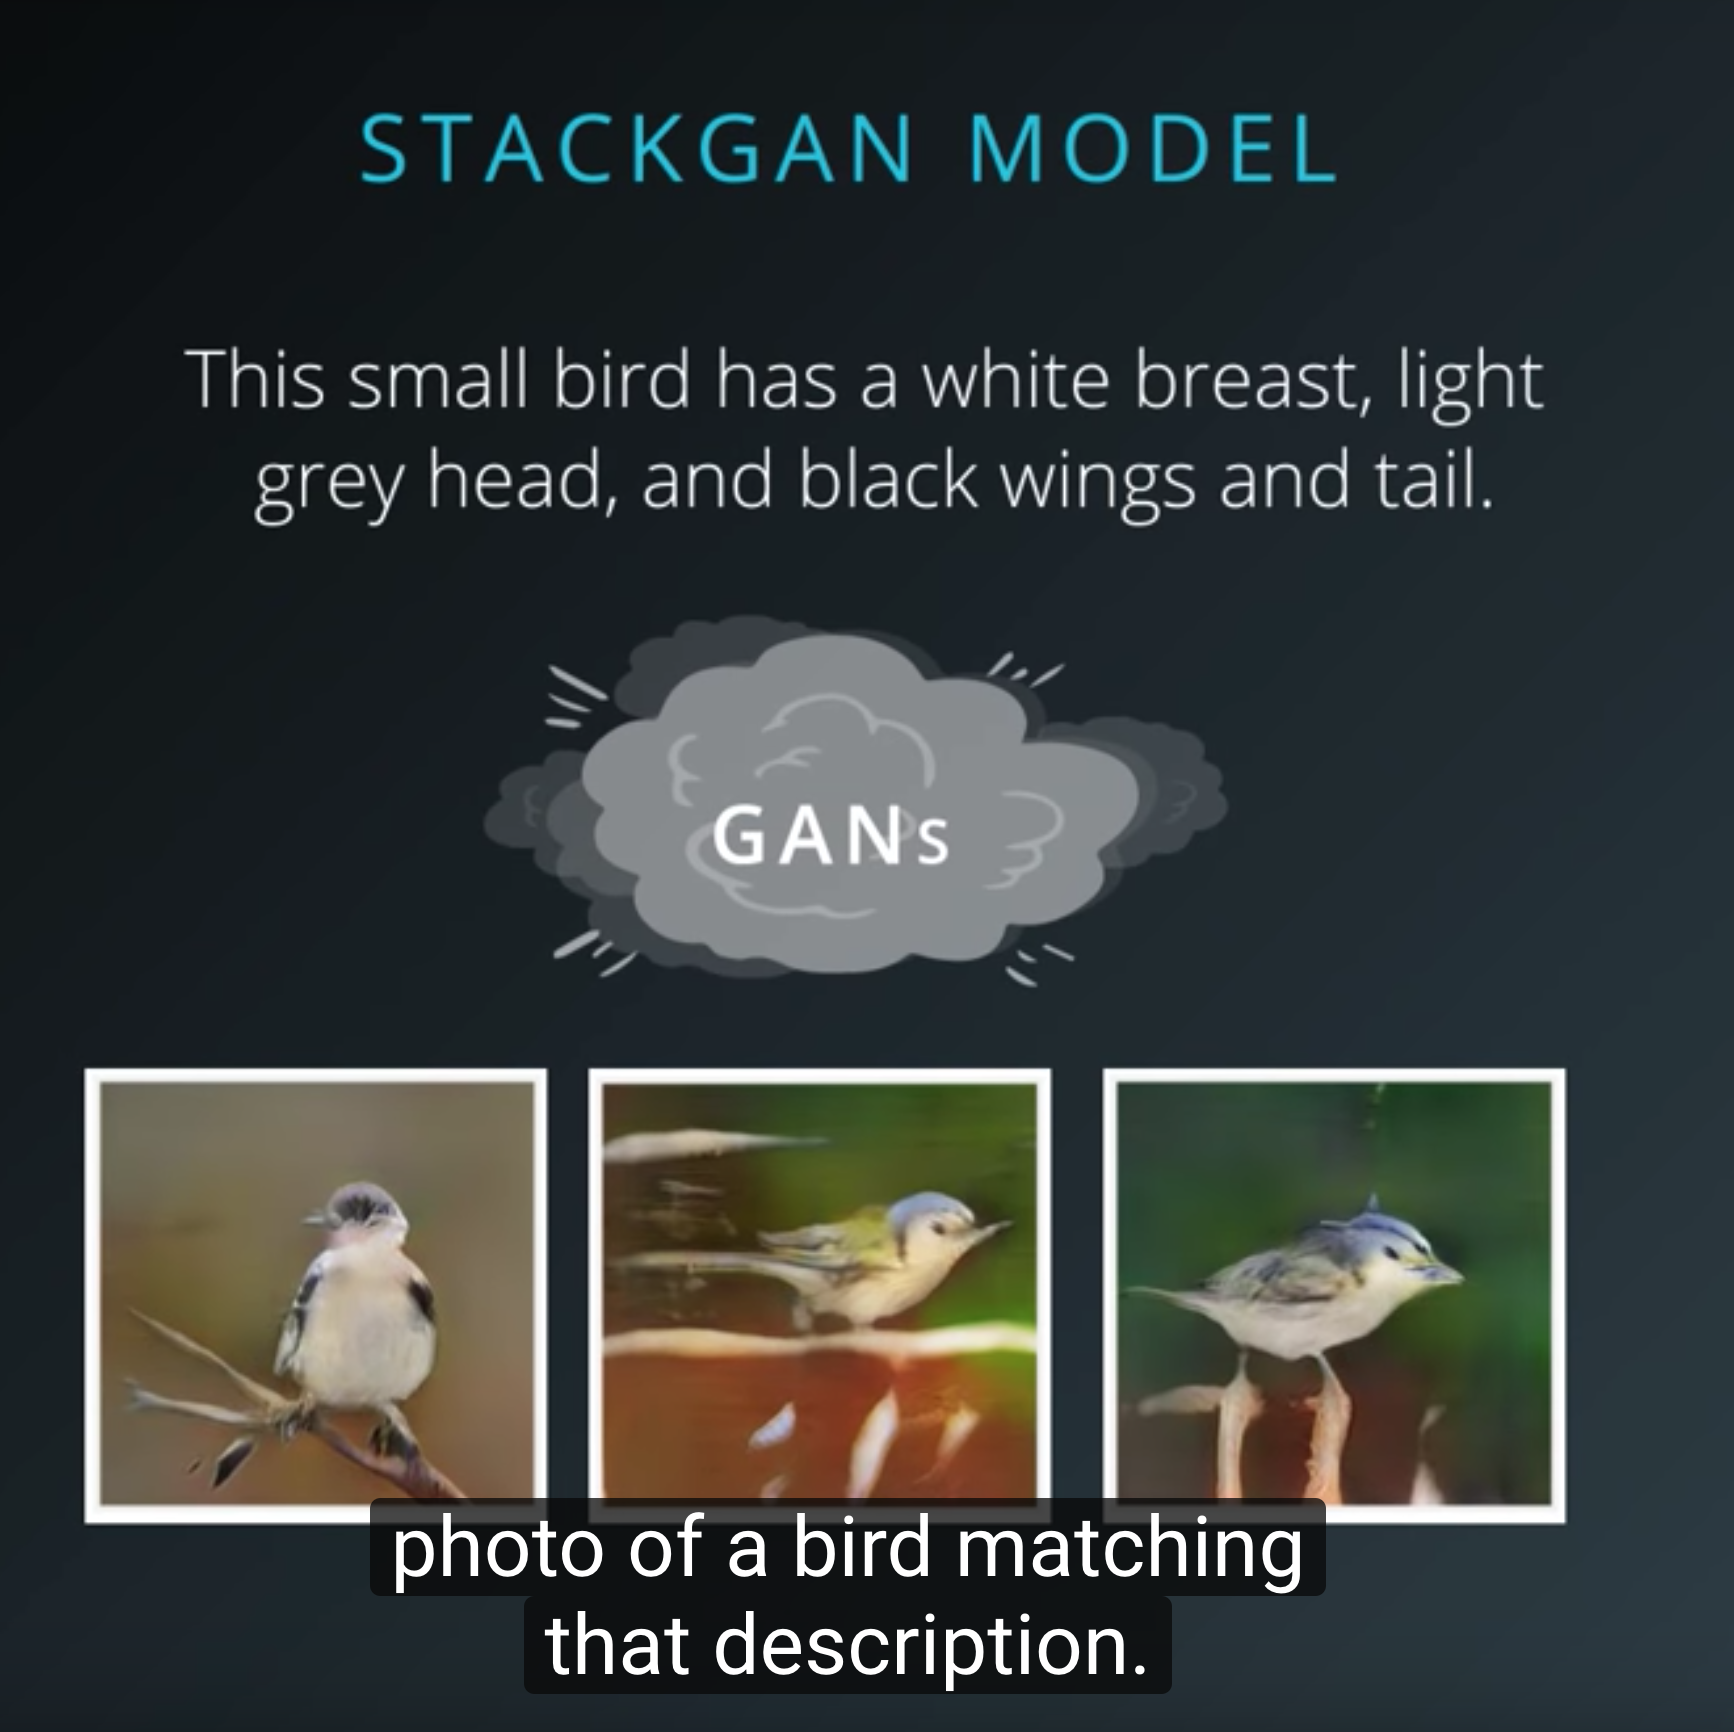 STACKGAN MODEL
This small bird has a white breast, light
grey head, and black wings and tail.
GANs
photo of a bird matching
that description.